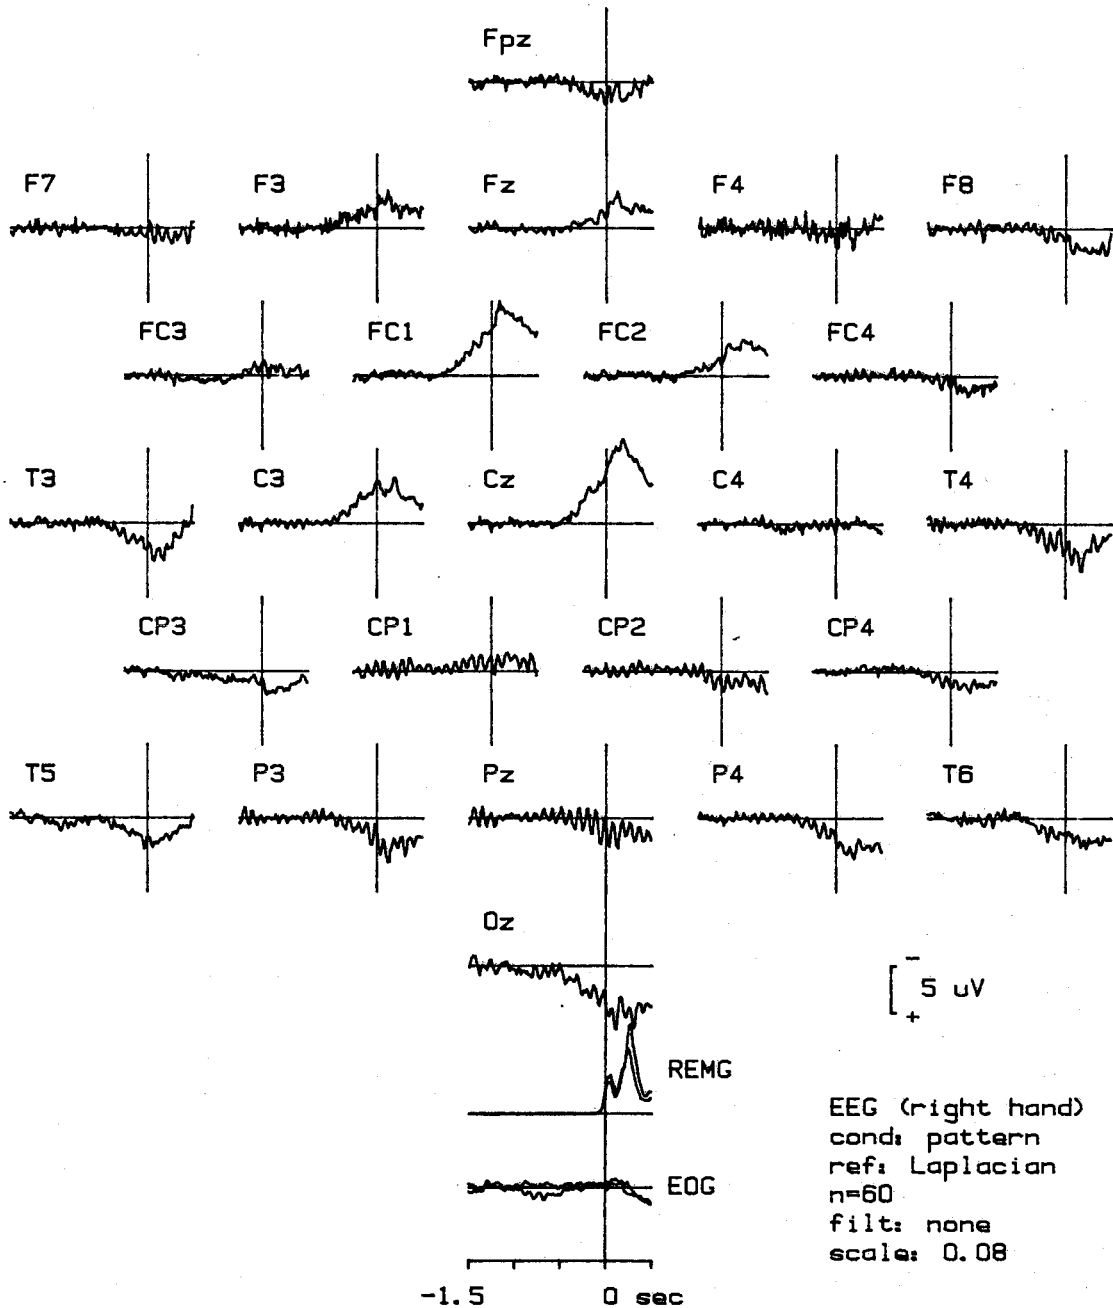 Fpz
F7 F3 Fz F4 F8
FC3 FC1 FC2 FC4
T3 C3 Cz C4 T4
CP3 CP1 CP2 CP4
T5 P3 Pz P4 T6
Oz
-
5 uV
+
REMG
EEG (right hand)
cond: pattern
ref: Laplacian
EOG
n=60
filt: none
scale: 0.08
-1.5 0 sec